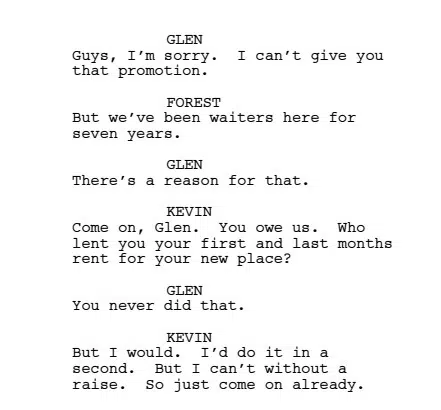 GLEN
Guys, I'm sorry.  I can't give you
that promotion.
FOREST
But we've been waiters here for
seven years.
GLEN
There's a reason for that.
KEVIN
Come on, Glen.  You owe us.  Who
lent you your first and last months
rent for your new place?
GLEN
You never did that.
KEVIN
But I would.  I'd do it in a
second.  But I can't without a
raise.  So just come on already.